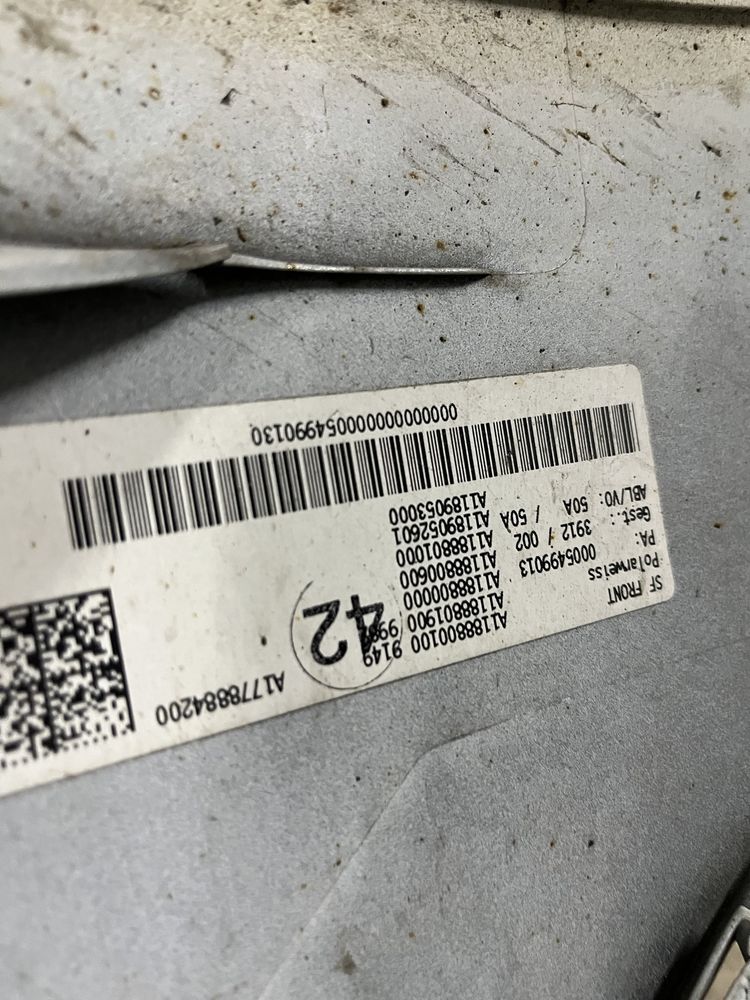 SF FRONT
Polarweiss
PA: 0005499013
Gest.: 3912 / 002
ABL/VO: 50A / 50A
A1188800100 9149
A1188801900
A1188800000
A1188800600
A1188801000
A1189052601
A1189053000
42
A1778884200
0000000000000054990130